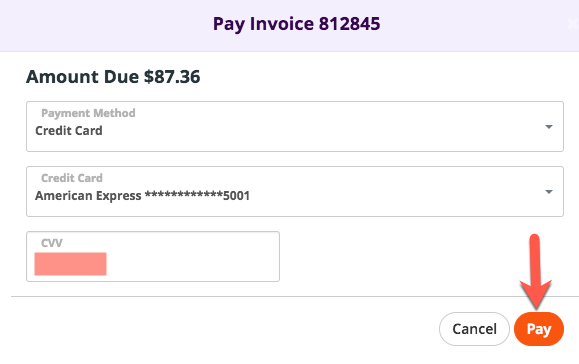 Pay Invoice 812845
Amount Due $87.36
Payment Method
Credit Card
Credit Card
American Express ************5001
CVV
Cancel Pay